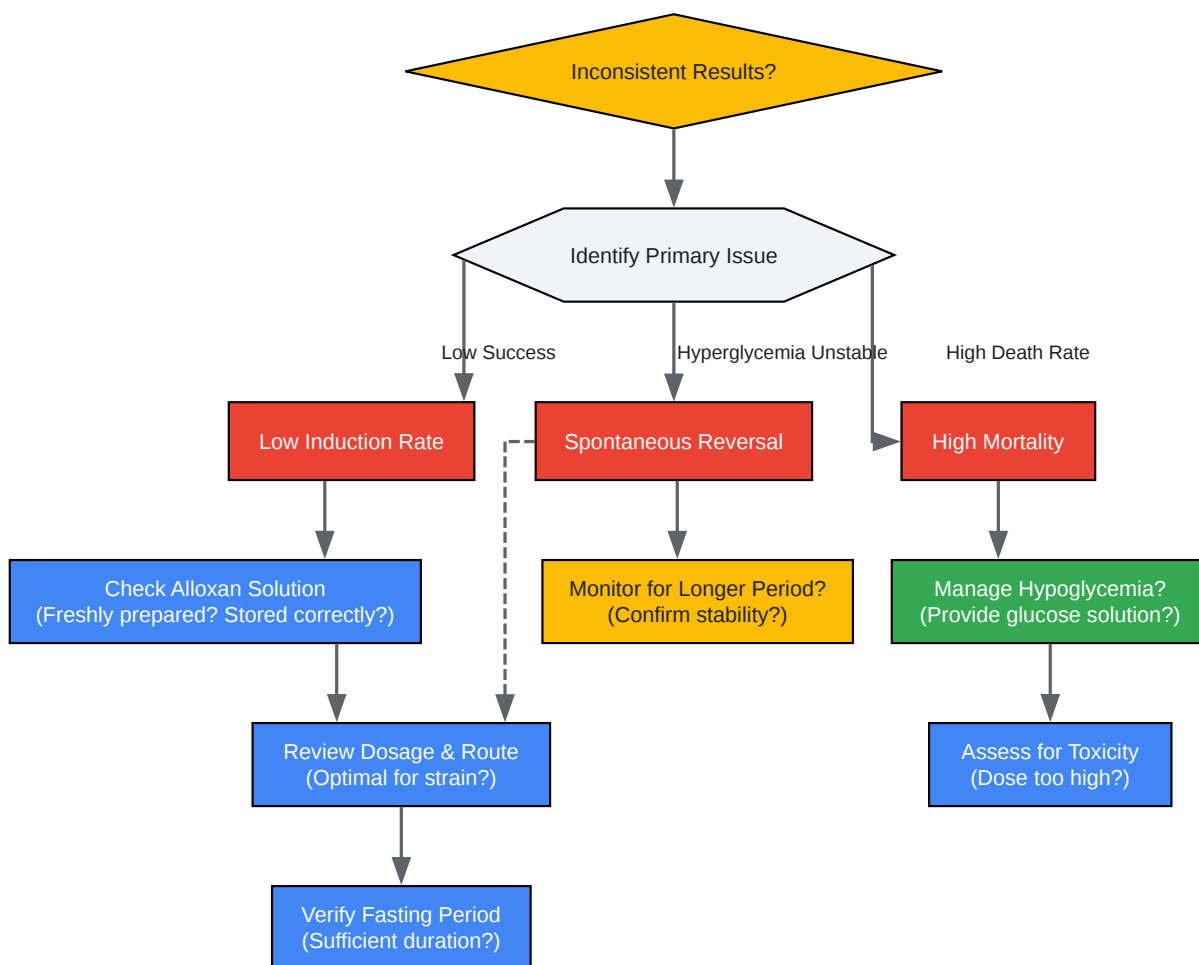 Inconsistent Results?
Identify Primary Issue
Low Success
Hyperglycemia Unstable
High Death Rate
Low Induction Rate
Spontaneous Reversal
High Mortality
Check Alloxan Solution
(Freshly prepared? Stored correctly?)
Monitor for Longer Period?
(Confirm stability?)
Manage Hypoglycemia?
(Provide glucose solution?)
Review Dosage & Route
(Optimal for strain?)
Assess for Toxicity
(Dose too high?)
Verify Fasting Period
(Sufficient duration?)